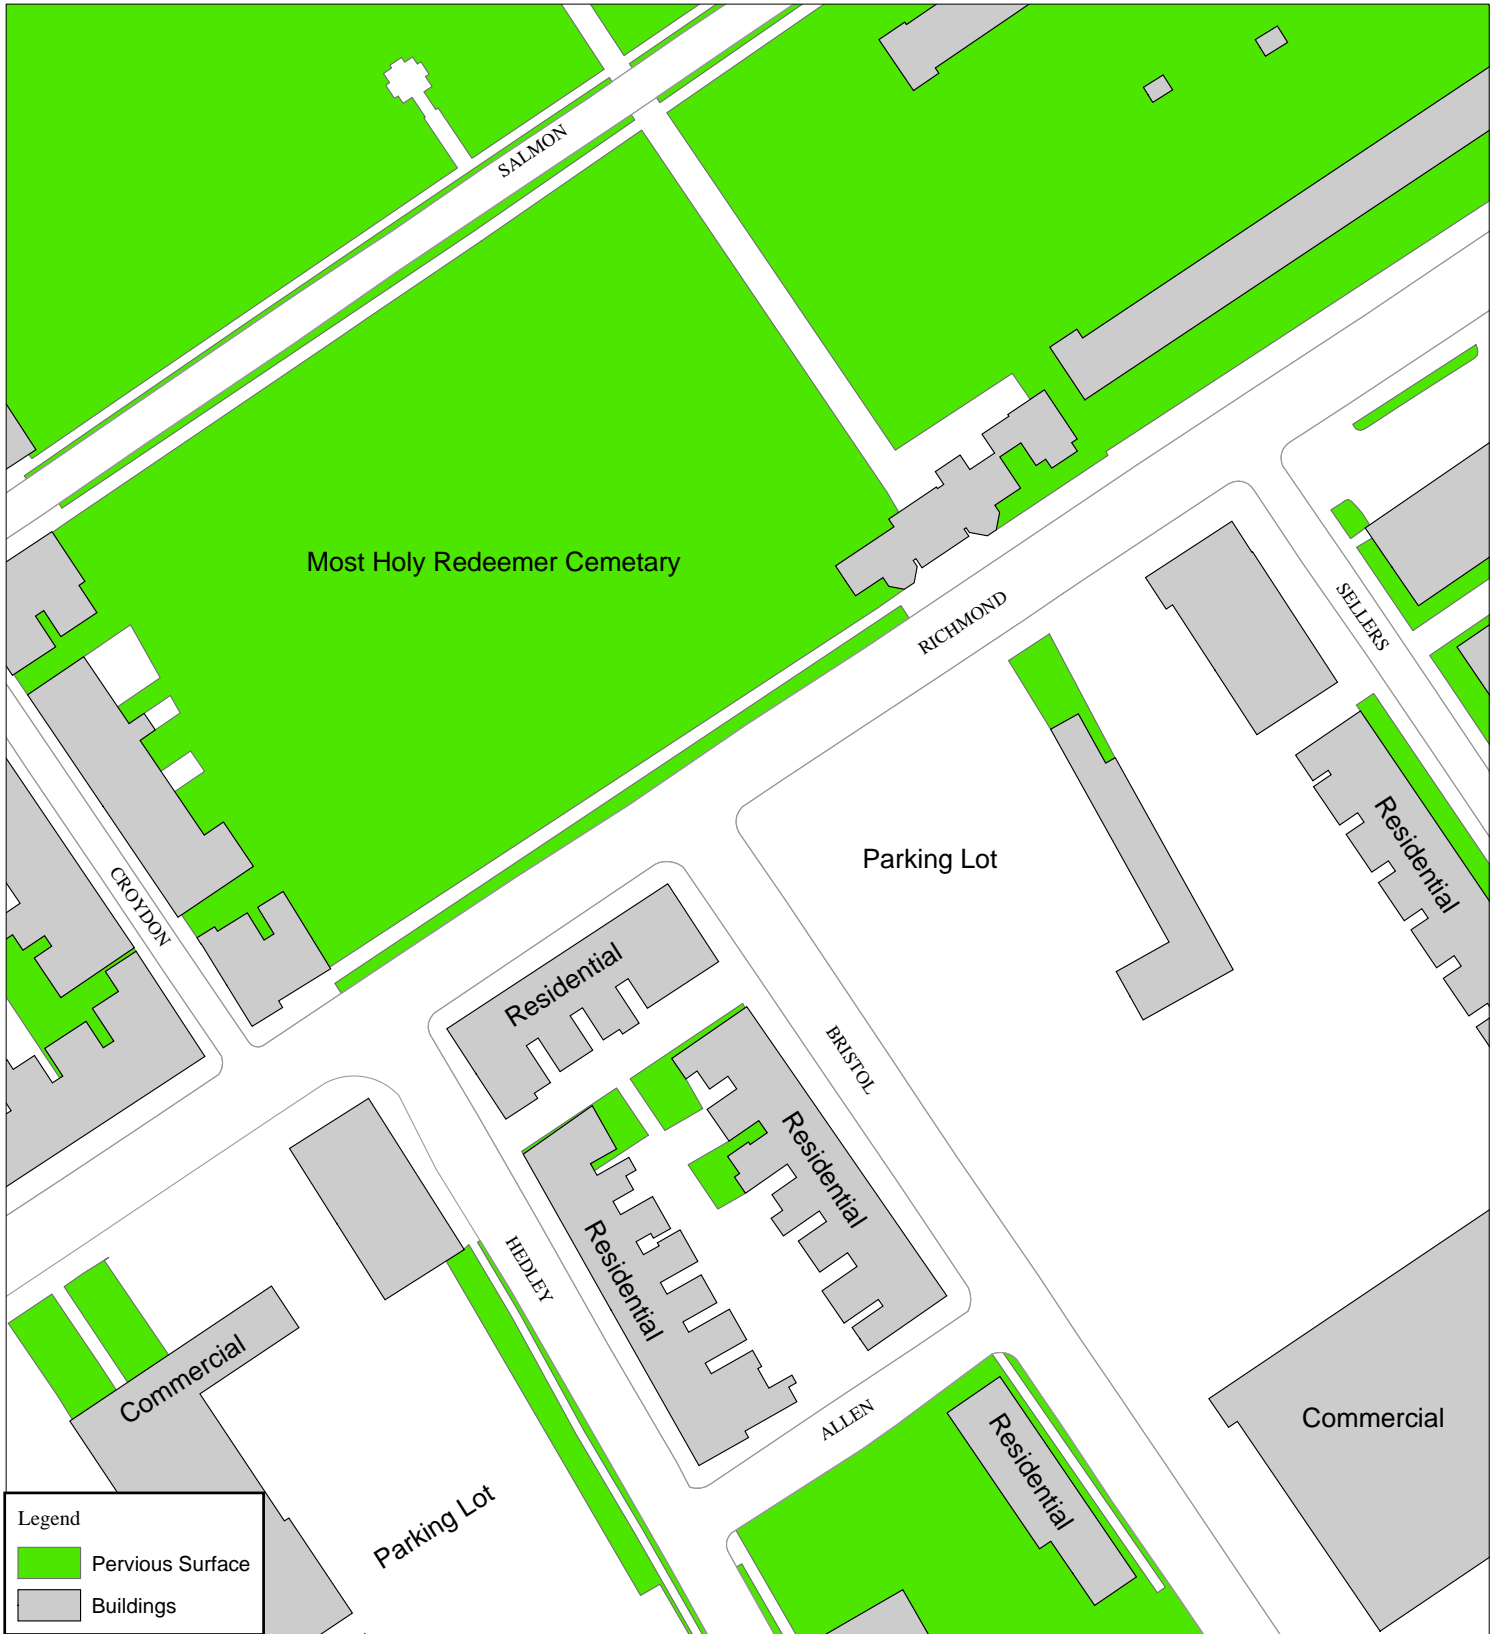 SALMON
Most Holy Redeemer Cemetary
RICHMOND
SELLERS
Parking Lot
Residential
CROYDON
Residential
BRISTOL
Residential
HEDLEY
Residential
Commercial
ALLEN
Commercial
Residential
Parking Lot
Legend
Pervious Surface
Buildings